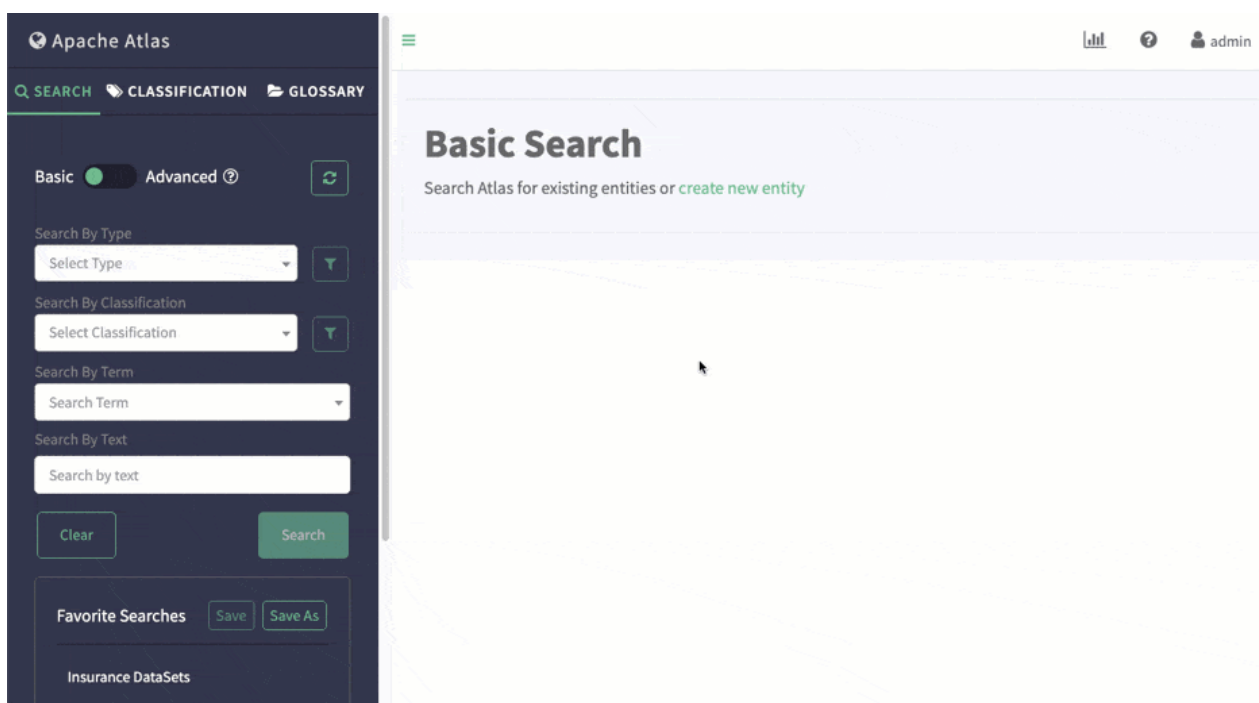 Apache Atlas
admin
SEARCH CLASSIFICATION GLOSSARY
Basic Search
Search Atlas for existing entities or create new entity
Basic Advanced
Search By Type
Select Type
Search By Classification
Select Classification
Search By Term
Search Term
Search By Text
Search by text
Clear Search
Favorite Searches Save Save As
Insurance DataSets